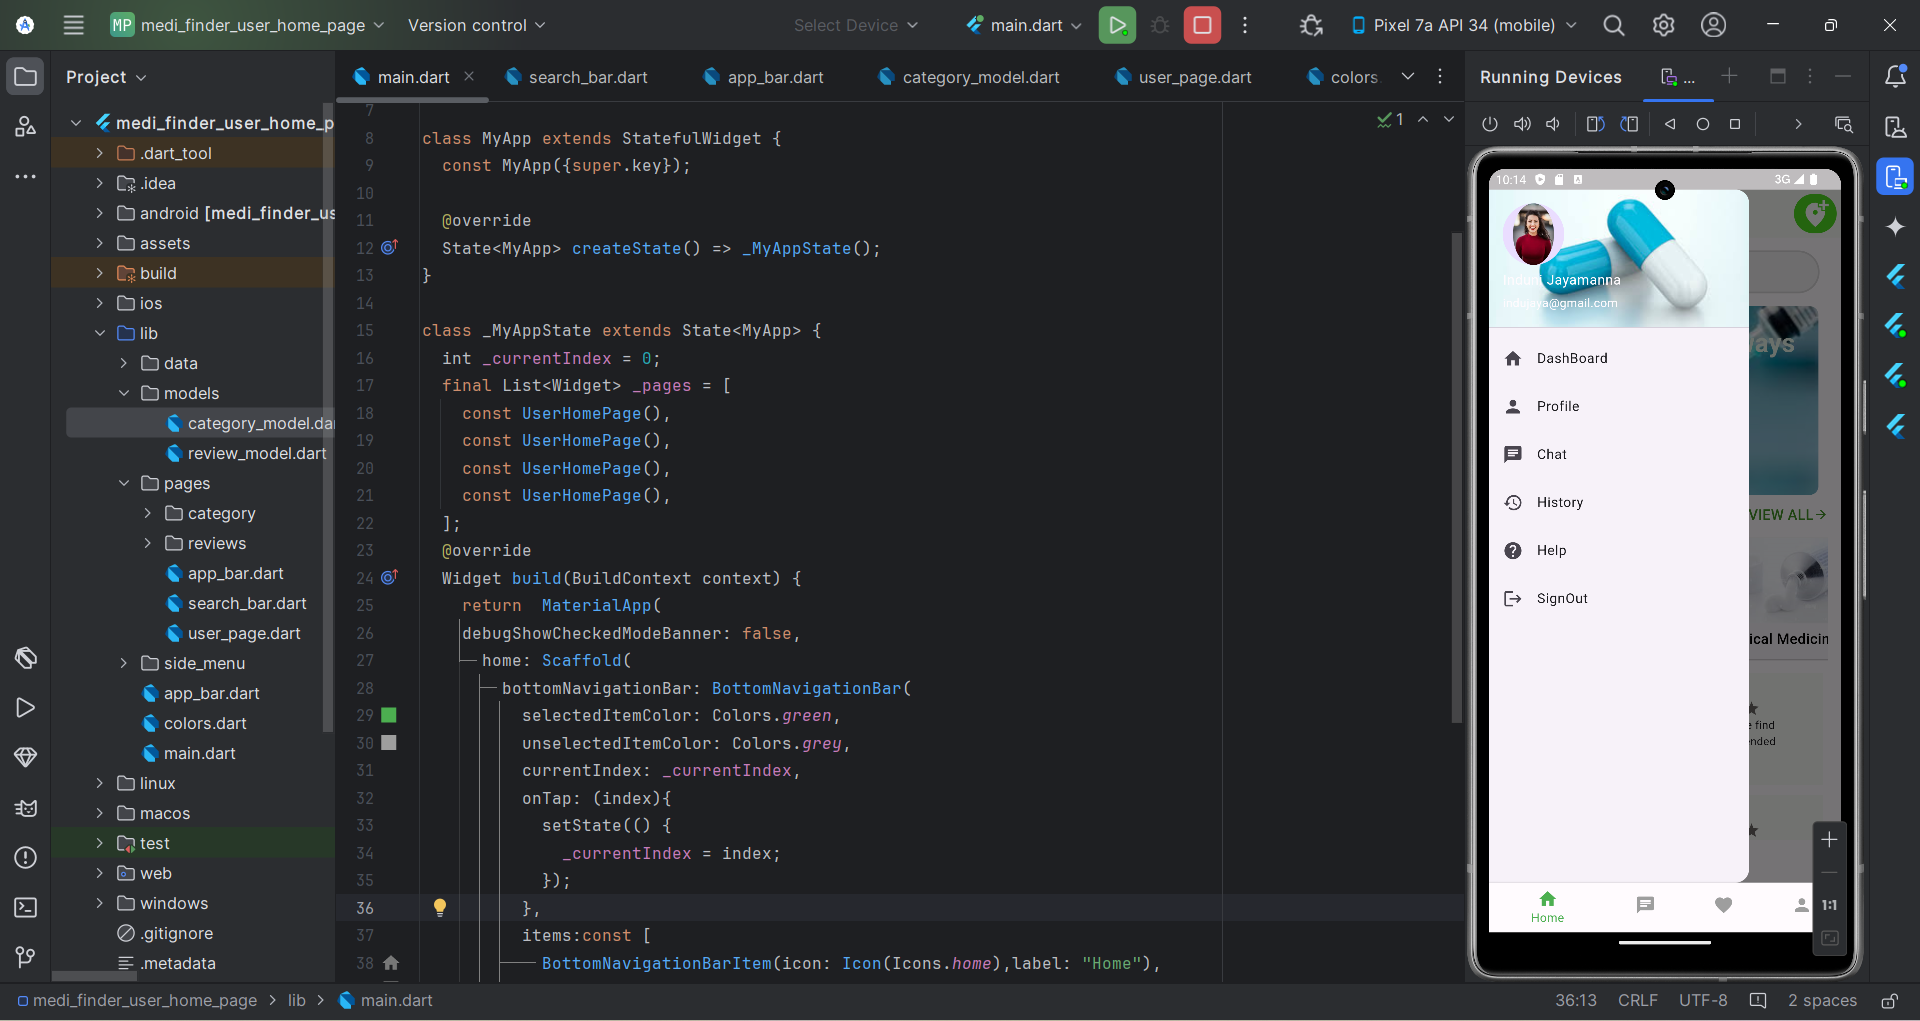 MP medi_finder_user_home_page Version control Select Device main.dart Pixel 7a API 34 (mobile)
Project
main.dart search_bar.dart app_bar.dart category_model.dart user_page.dart colors
Running Devices ...
medi_finder_user_home_p
.dart_tool
.idea
android [medi_finder_us
assets
build
ios
lib
data
models
category_model.da
review_model.dart
pages
category
reviews
app_bar.dart
search_bar.dart
user_page.dart
side_menu
app_bar.dart
colors.dart
main.dart
linux
macos
test
web
windows
.gitignore
.metadata
1
7
8 class MyApp extends StatefulWidget {
9 const MyApp({super.key});
10
11 @override
12 State<MyApp> createState() => _MyAppState();
13 }
14
15 class _MyAppState extends State<MyApp> {
16 int _currentIndex = 0;
17 final List<Widget> _pages = [
18 const UserHomePage(),
19 const UserHomePage(),
20 const UserHomePage(),
21 const UserHomePage(),
22 ];
23 @override
24 Widget build(BuildContext context) {
25 return  MaterialApp(
26 debugShowCheckedModeBanner: false,
27 home: Scaffold(
28 bottomNavigationBar: BottomNavigationBar(
29 selectedItemColor: Colors.green,
30 unselectedItemColor: Colors.grey,
31 currentIndex: _currentIndex,
32 onTap: (index){
33 setState(() {
34 _currentIndex = index;
35 });
36 },
37 items:const [
38 BottomNavigationBarItem(icon: Icon(Icons.home),label: "Home"),
10:14 3G
Jayamanna
@gmail.com
DashBoard
Profile
Chat
History
Help
SignOut
ays
VIEW ALL
ical Medicin
e find
ended
Home
1:1
medi_finder_user_home_page > lib > main.dart
36:13 CRLF UTF-8 2 spaces